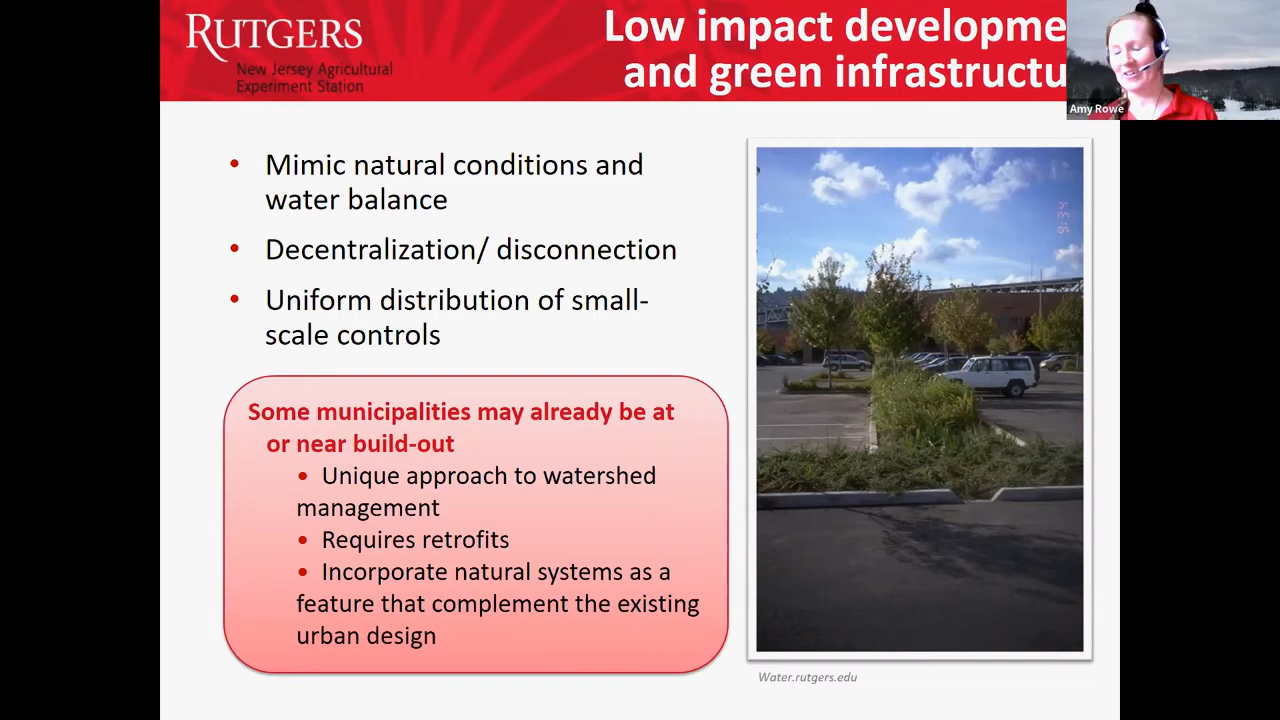 RUTGERS
New Jersey Agricultural
Experiment Station
Low impact developme
and green infrastructu
Amy Rowe
• Mimic natural conditions and
water balance
• Decentralization/ disconnection
• Uniform distribution of small-
scale controls
Some municipalities may already be at
or near build-out
• Unique approach to watershed
management
• Requires retrofits
• Incorporate natural systems as a
feature that complement the existing
urban design
Water.rutgers.edu